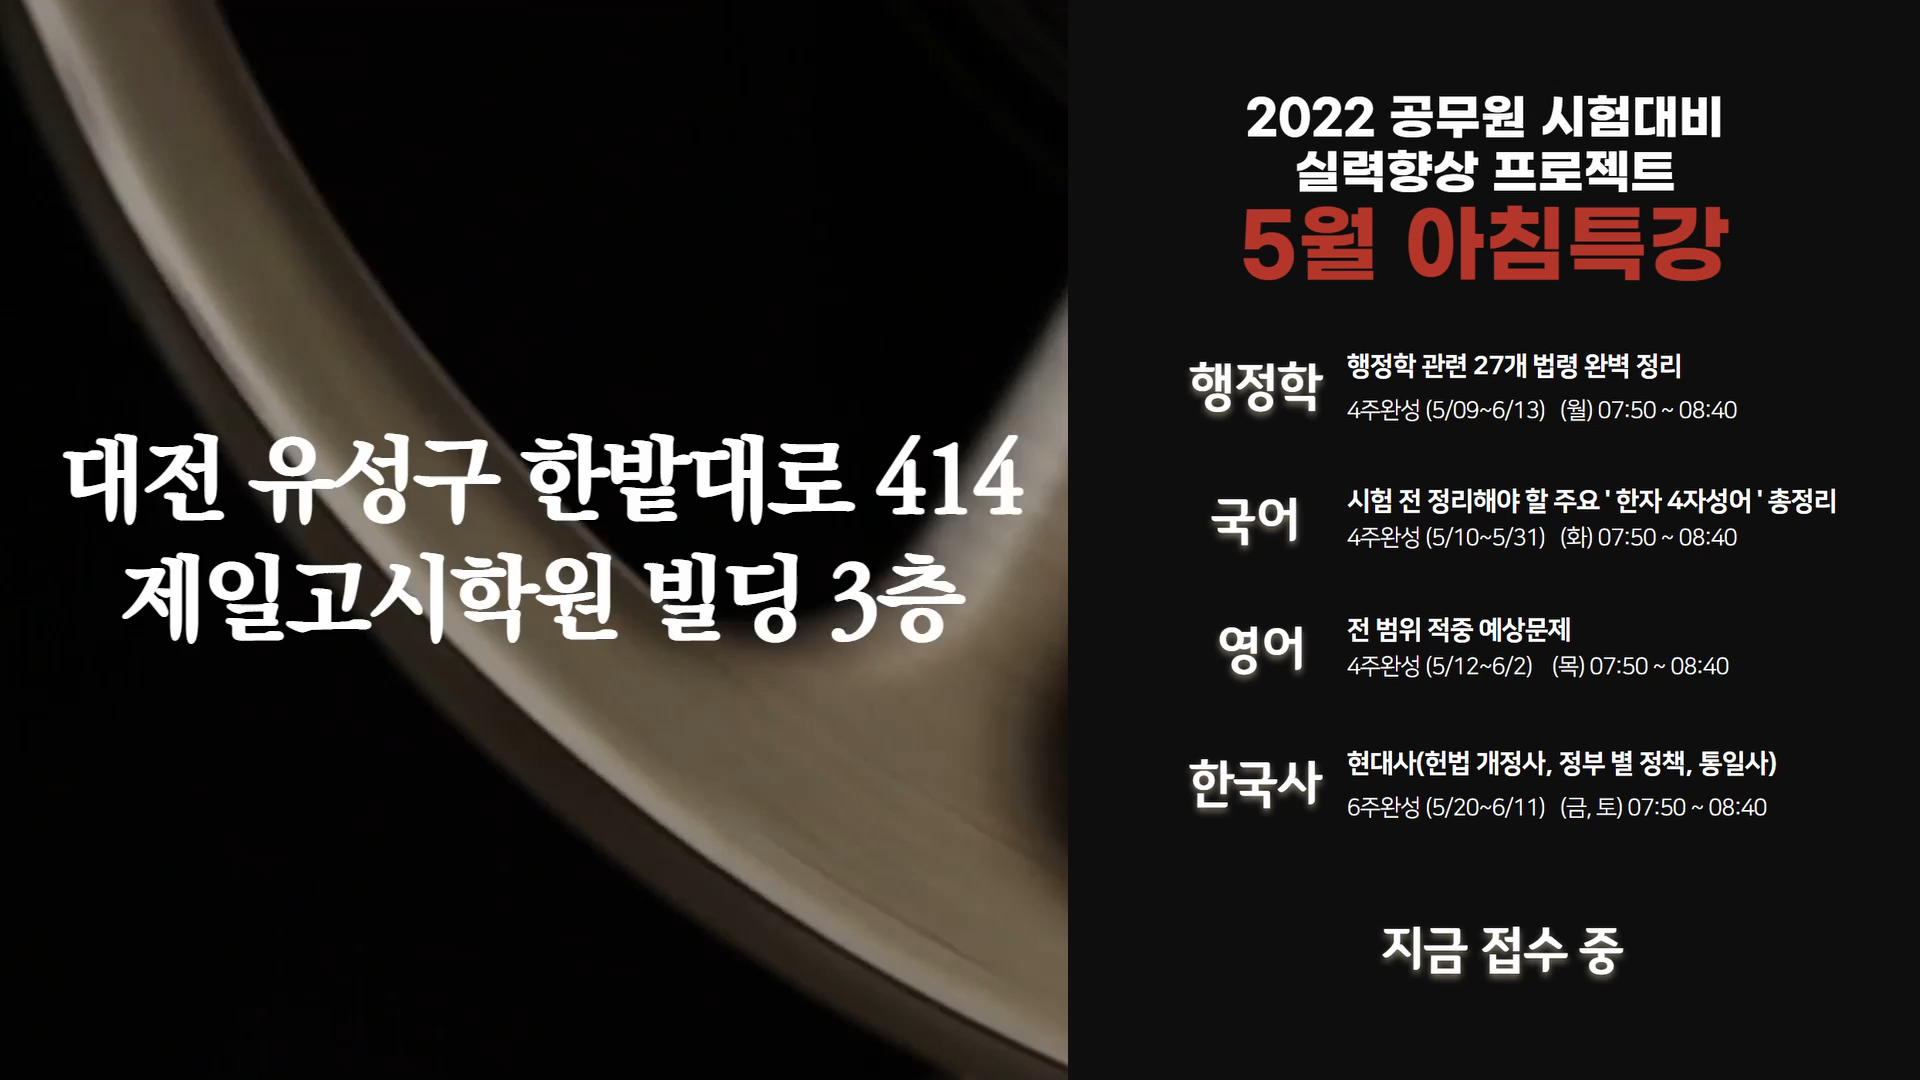 대전 유성구 한밭대로 414
제일고시학원 빌딩 3층
2022 공무원 시험대비
실력향상 프로젝트
5월 아침특강
행정학
행정학 관련 27개 법령 완벽 정리
4주완성 (5/09~6/13) (월) 07:50 ~ 08:40
국어
시험 전 정리해야 할 주요 ' 한자 4자성어 ' 총정리
4주완성 (5/10~5/31) (화) 07:50 ~ 08:40
영어
전 범위 적중 예상문제
4주완성 (5/12~6/2) (목) 07:50 ~ 08:40
한국사
현대사(헌법 개정사, 정부 별 정책, 통일사)
6주완성 (5/20~6/11) (금, 토) 07:50 ~ 08:40
지금 접수 중